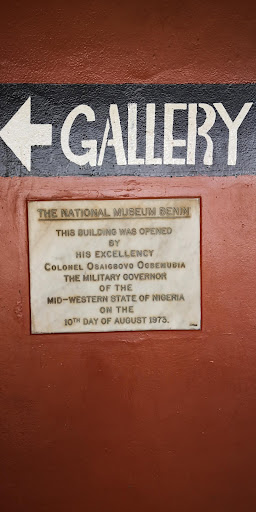 GALLERY
THE NATIONAL MUSEUM BENIN
THIS BUILDING WAS OPENED
BY
HIS EXCELLENCY
COLONEL OSAIGBOVO OGBEMUDIA
THE MILITARY GOVERNOR
OF THE
MID-WESTERN STATE OF NIGERIA
ON THE
10TH DAY OF AUGUST 1973.